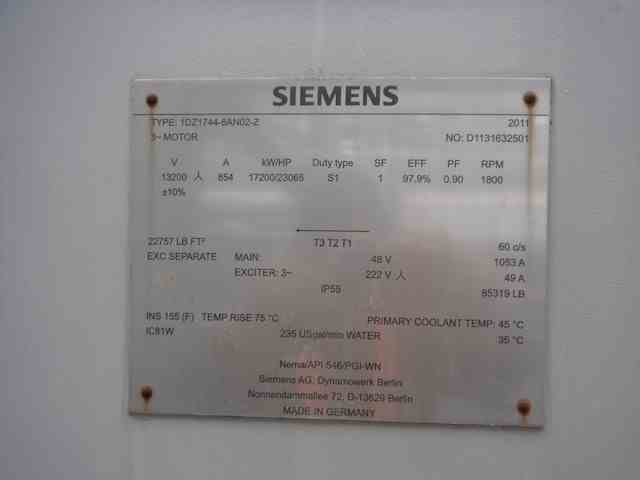 SIEMENS
TYPE: 1DZ1744-8AN02-Z 2011
3~ MOTOR NO: D1131632501
V A kW/HP Duty type SF EFF PF RPM
13200 人 854 17200/23065 S1 1 97,9% 0,90 1800
±10%
22757 LB FT² T3 T2 T1 60 c/s
EXC SEPARATE MAIN: 48 V 1053 A
EXCITER: 3~ 222 V 人 49 A
IP55 85319 LB
INS 155 (F) TEMP RISE 75 °C PRIMARY COOLANT TEMP: 45 °C
IC81W 235 USgal/min WATER 35 °C
Nema/API 546/PGI-WN
Siemens AG, Dynamowerk Berlin
Nonnendammallee 72, D-13629 Berlin
MADE IN GERMANY